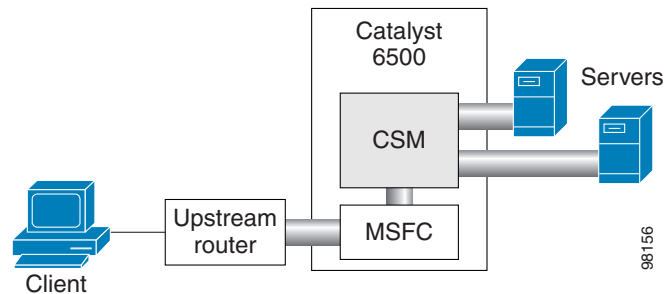 Catalyst
6500
Servers
CSM
Upstream
router
MSFC
Client
98156